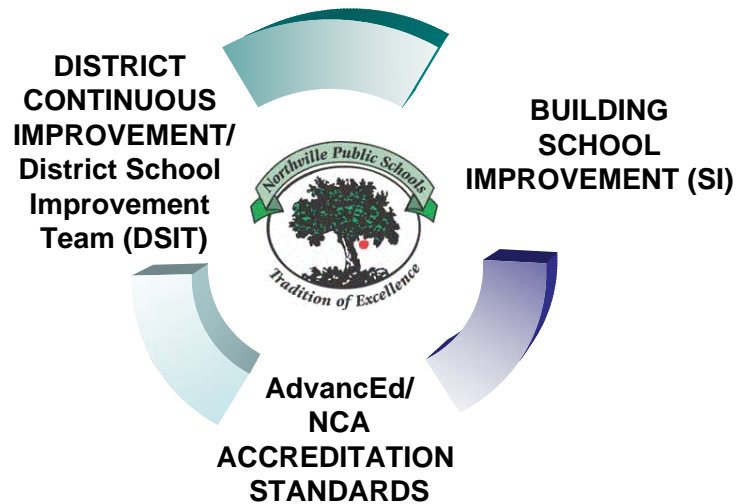 DISTRICT
CONTINUOUS
IMPROVEMENT/
District School
Improvement
Team (DSIT)
BUILDING
SCHOOL
IMPROVEMENT (SI)
Northville Public Schools
Tradition of Excellence
AdvancEd/
NCA
ACCREDITATION
STANDARDS